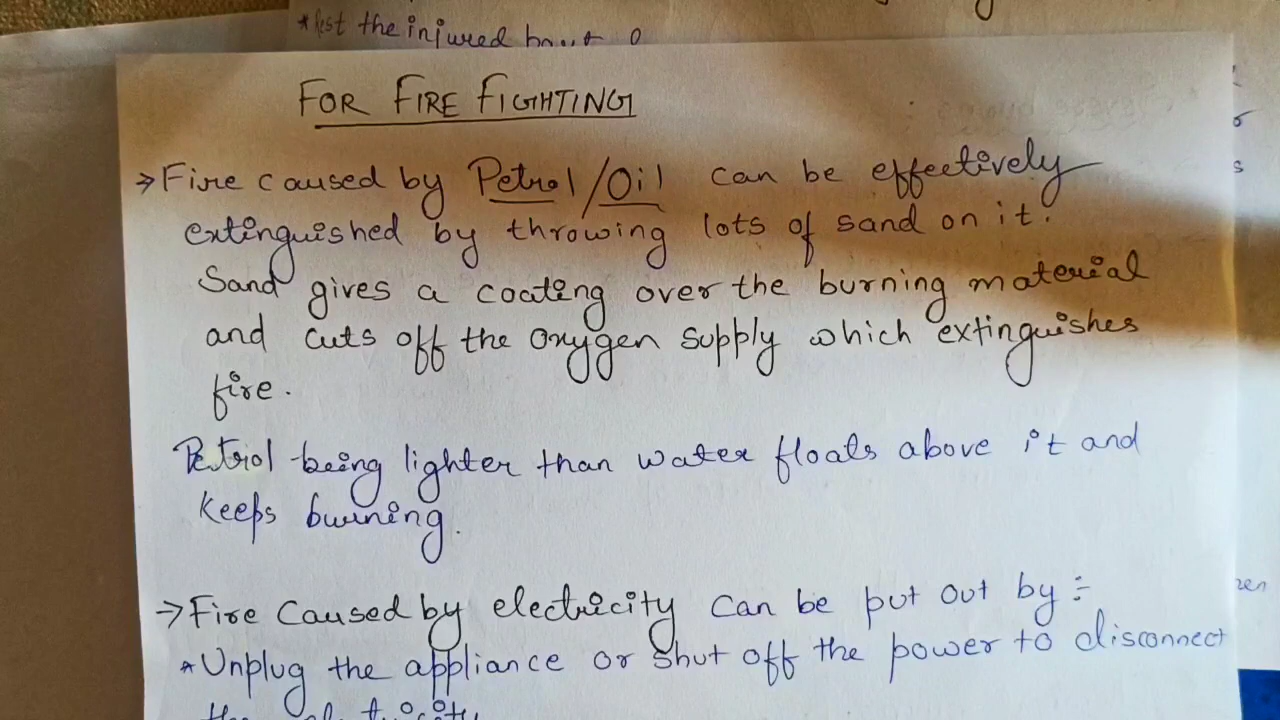 *Rest the injured
FOR FIRE FIGHTING
→ Fire caused by Petrol/Oil can be effectively
extinguished by throwing lots of sand on it.
Sand gives a coating over the burning material
and cuts off the oxygen supply which extinguishes
fire.
Petrol being lighter than water floats above it and
keeps burning.
→ Fire caused by electricity can be put out by :-
* Unplug the appliance or shut off the power to disconnect
the electricity